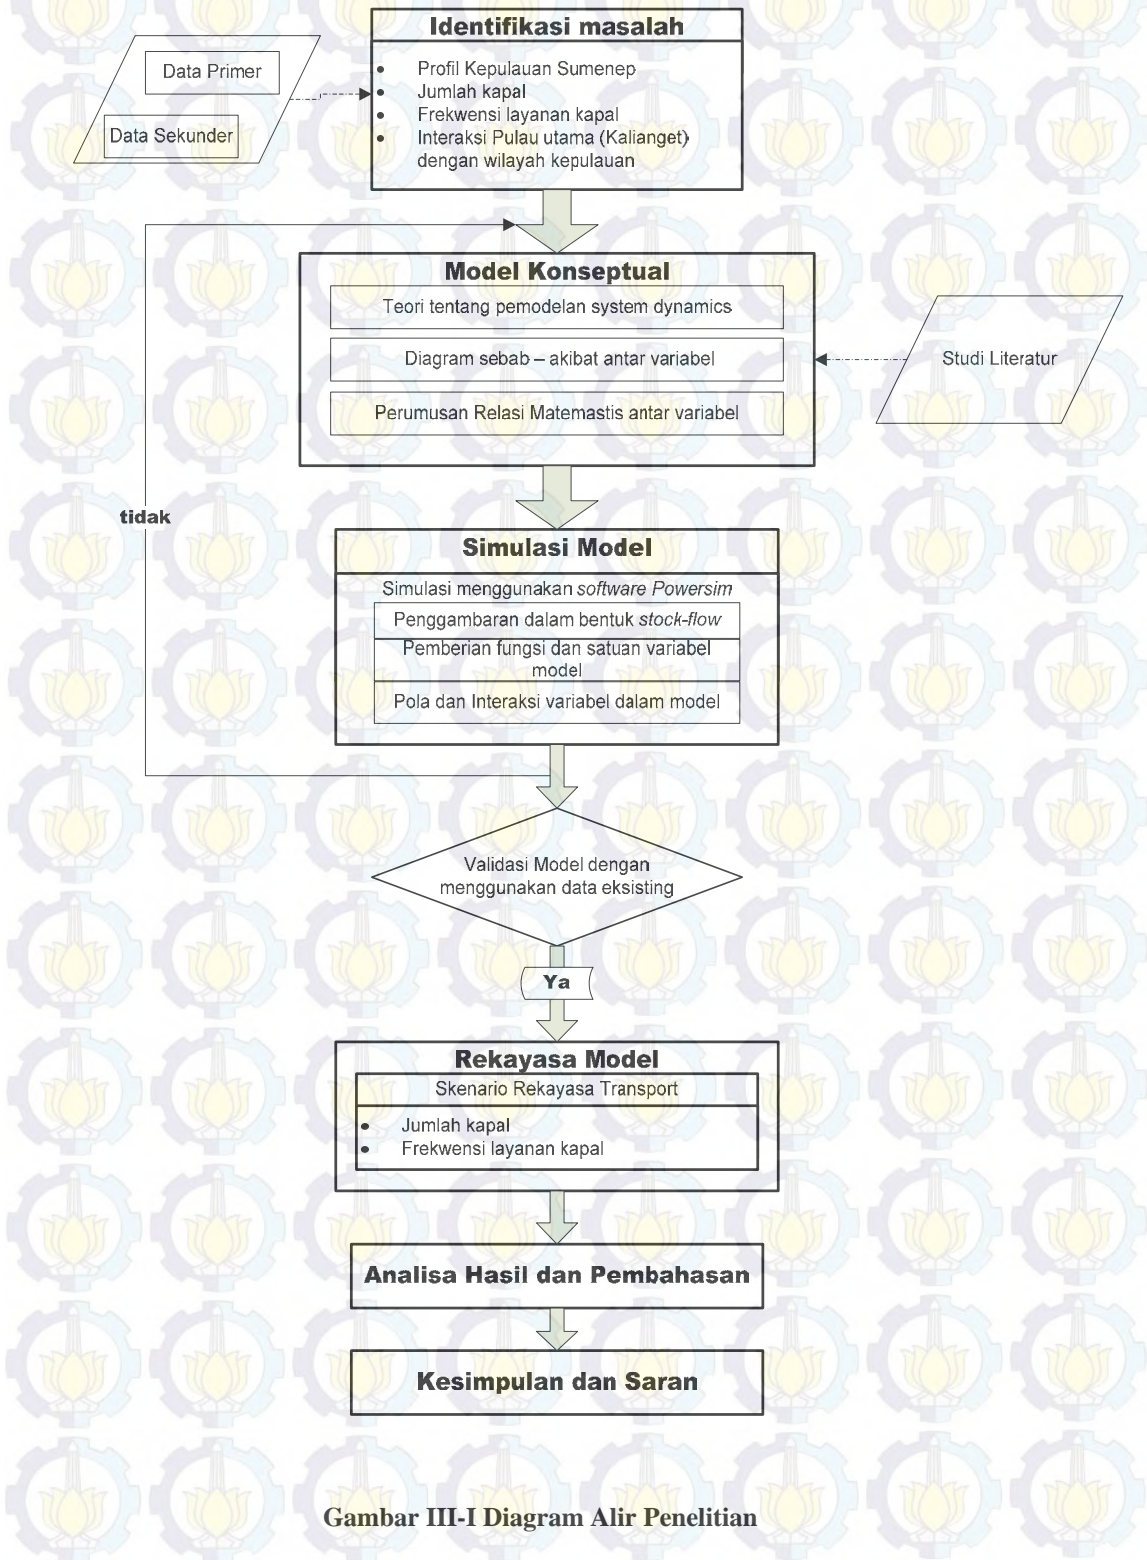 Identifikasi masalah
Data Primer
Data Sekunder
• Profil Kepulauan Sumenep
• Jumlah kapal
• Frekwensi layanan kapal
• Interaksi Pulau utama (Kalianget)
dengan wilayah kepulauan
Model Konseptual
Teori tentang pemodelan system dynamics
Diagram sebab – akibat antar variabel
Perumusan Relasi Matemastis antar variabel
Studi Literatur
tidak
Simulasi Model
Simulasi menggunakan software Powersim
Penggambaran dalam bentuk stock-flow
Pemberian fungsi dan satuan variabel
model
Pola dan Interaksi variabel dalam model
Validasi Model dengan
menggunakan data eksisting
Ya
Rekayasa Model
Skenario Rekayasa Transport
• Jumlah kapal
• Frekwensi layanan kapal
Analisa Hasil dan Pembahasan
Kesimpulan dan Saran
Gambar III-I Diagram Alir Penelitian